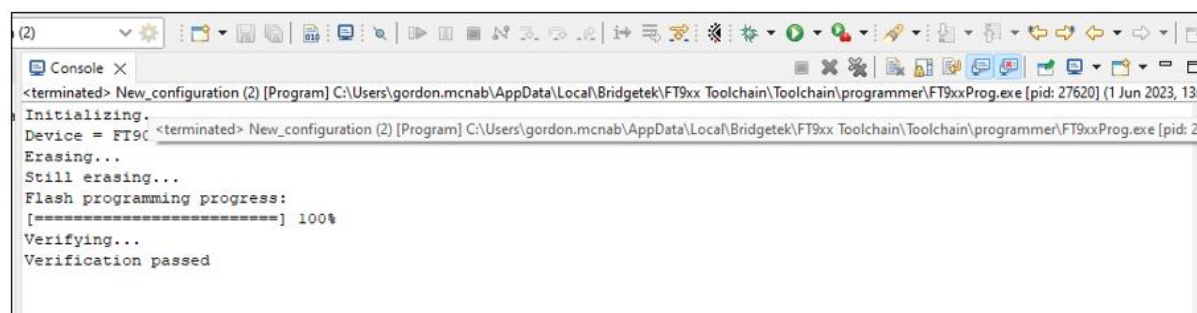 (2)
Console
<terminated> New_configuration (2) [Program] C:\Users\gordon.mcnab\AppData\Local\Bridgetek\FT9xx Toolchain\Toolchain\programmer\FT9xxProg.exe [pid: 27620] (1 Jun 2023, 13:
Initializing.
Device = FT90
<terminated> New_configuration (2) [Program] C:\Users\gordon.mcnab\AppData\Local\Bridgetek\FT9xx Toolchain\Toolchain\programmer\FT9xxProg.exe [pid: 2
Erasing...
Still erasing...
Flash programming progress:
[=========================] 100%
Verifying...
Verification passed